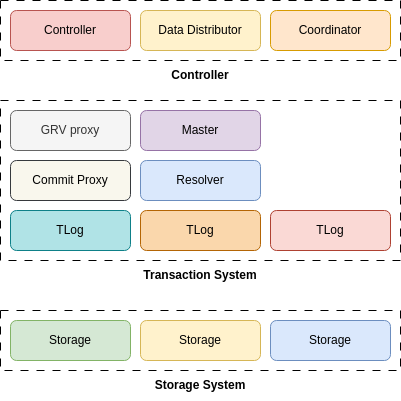 Controller
Data Distributor
Coordinator
Controller
GRV proxy
Master
Commit Proxy
Resolver
TLog
TLog
TLog
Transaction System
Storage
Storage
Storage
Storage System